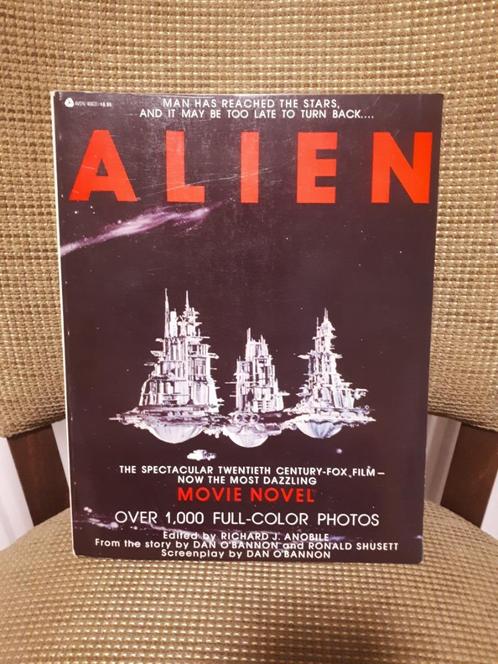 AVON
MAN HAS REACHED THE STARS,
AND IT MAY BE TOO LATE TO TURN BACK....
ALIEN
THE SPECTACULAR TWENTIETH CENTURY-FOX FILM—
NOW THE MOST DAZZLING
MOVIE NOVEL
OVER 1,000 FULL-COLOR PHOTOS
Edited by RICHARD J. ANOBILE
From the story by DAN O'BANNON and RONALD SHUSETT
Screenplay by DAN O'BANNON